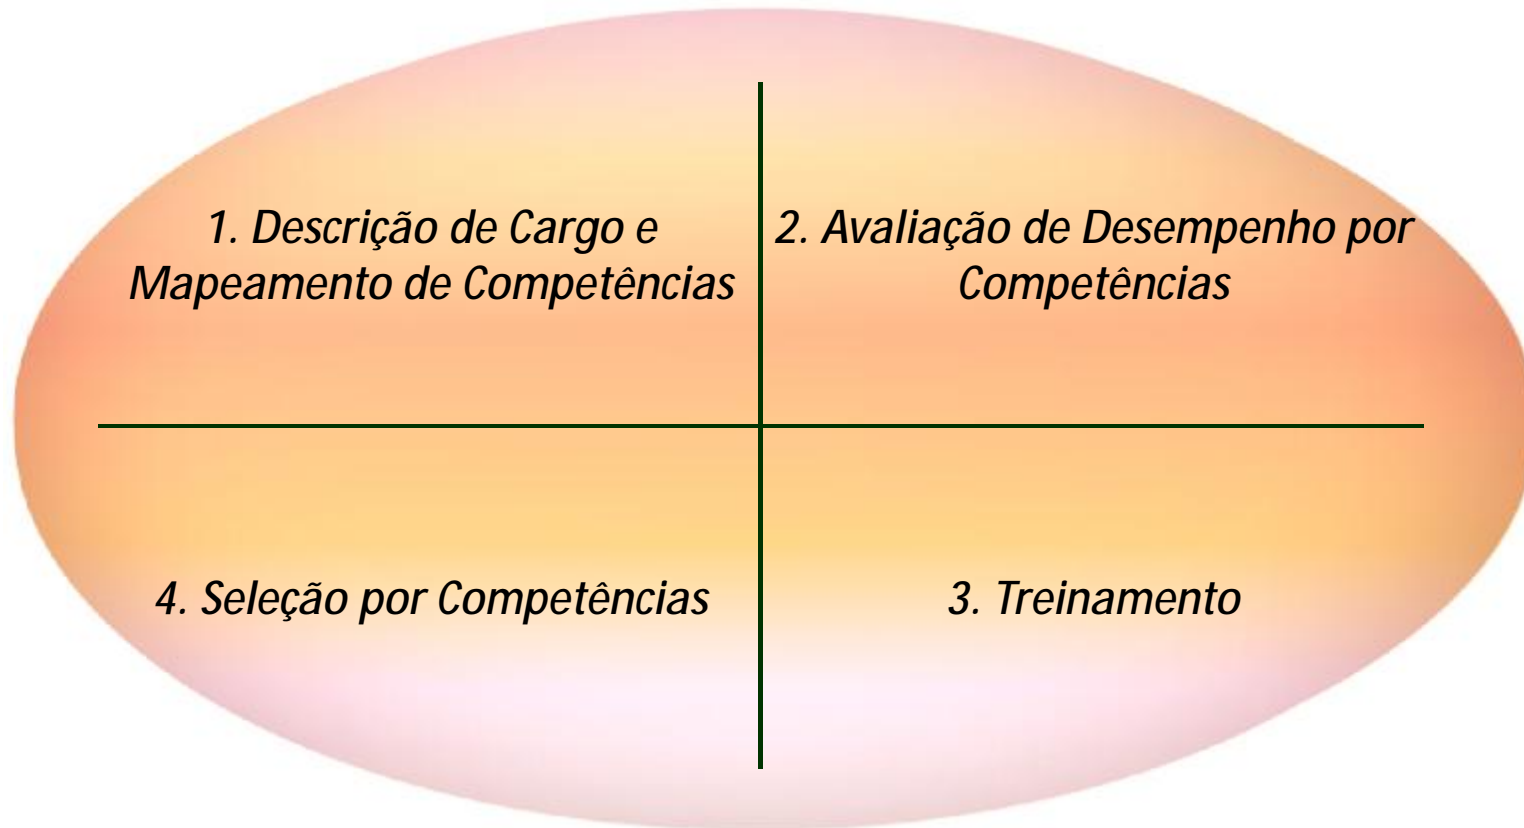 1. Descrição de Cargo e
Mapeamento de Competências
2. Avaliação de Desempenho por
Competências
4. Seleção por Competências
3. Treinamento